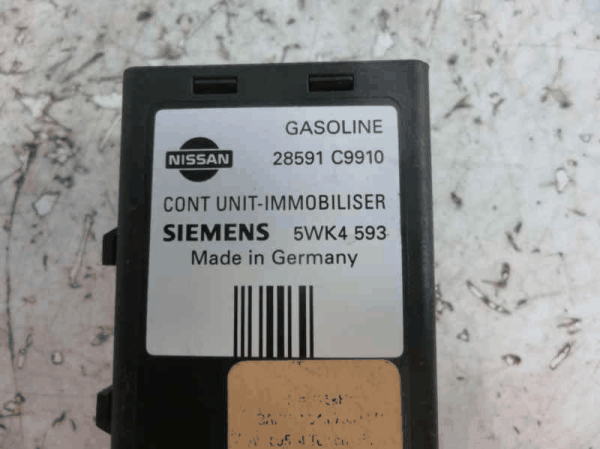 GASOLINE
NISSAN 28591 C9910
CONT UNIT-IMMOBILISER
SIEMENS 5WK4 593
Made in Germany